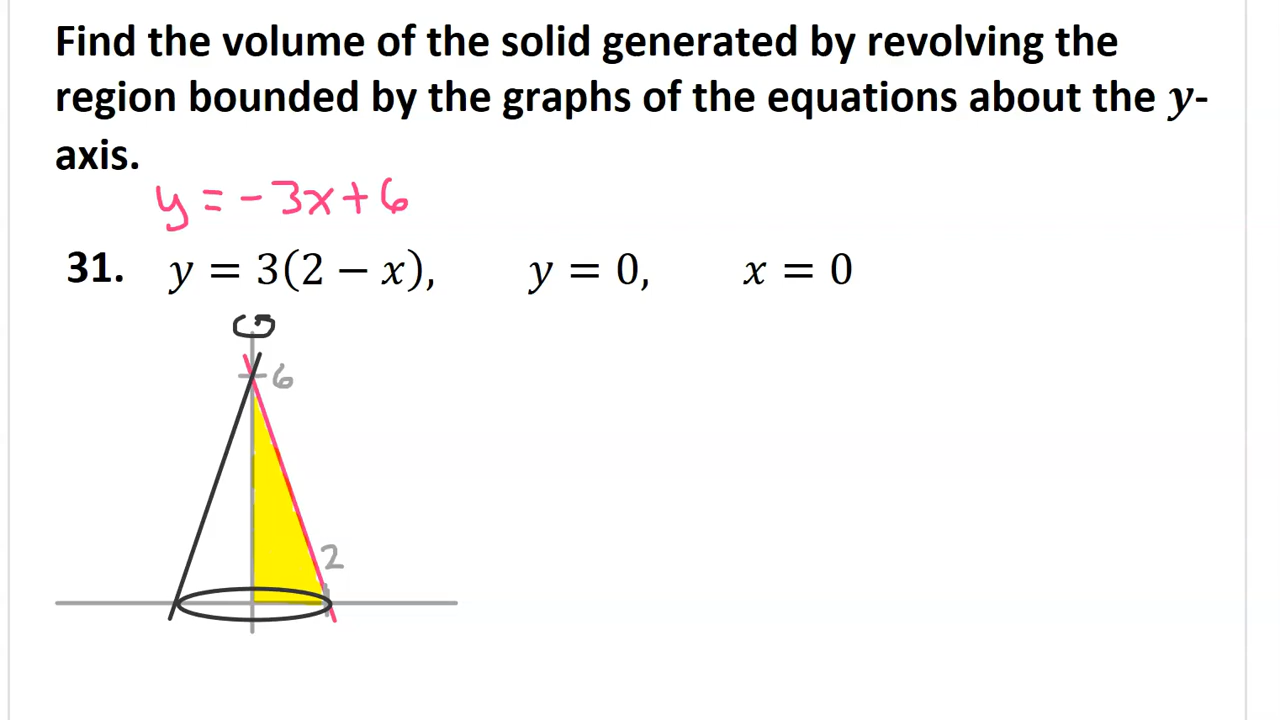 Find the volume of the solid generated by revolving the
region bounded by the graphs of the equations about the y-
axis.
y = -3x+6
31. y = 3(2 − x), y = 0, x = 0
6
2